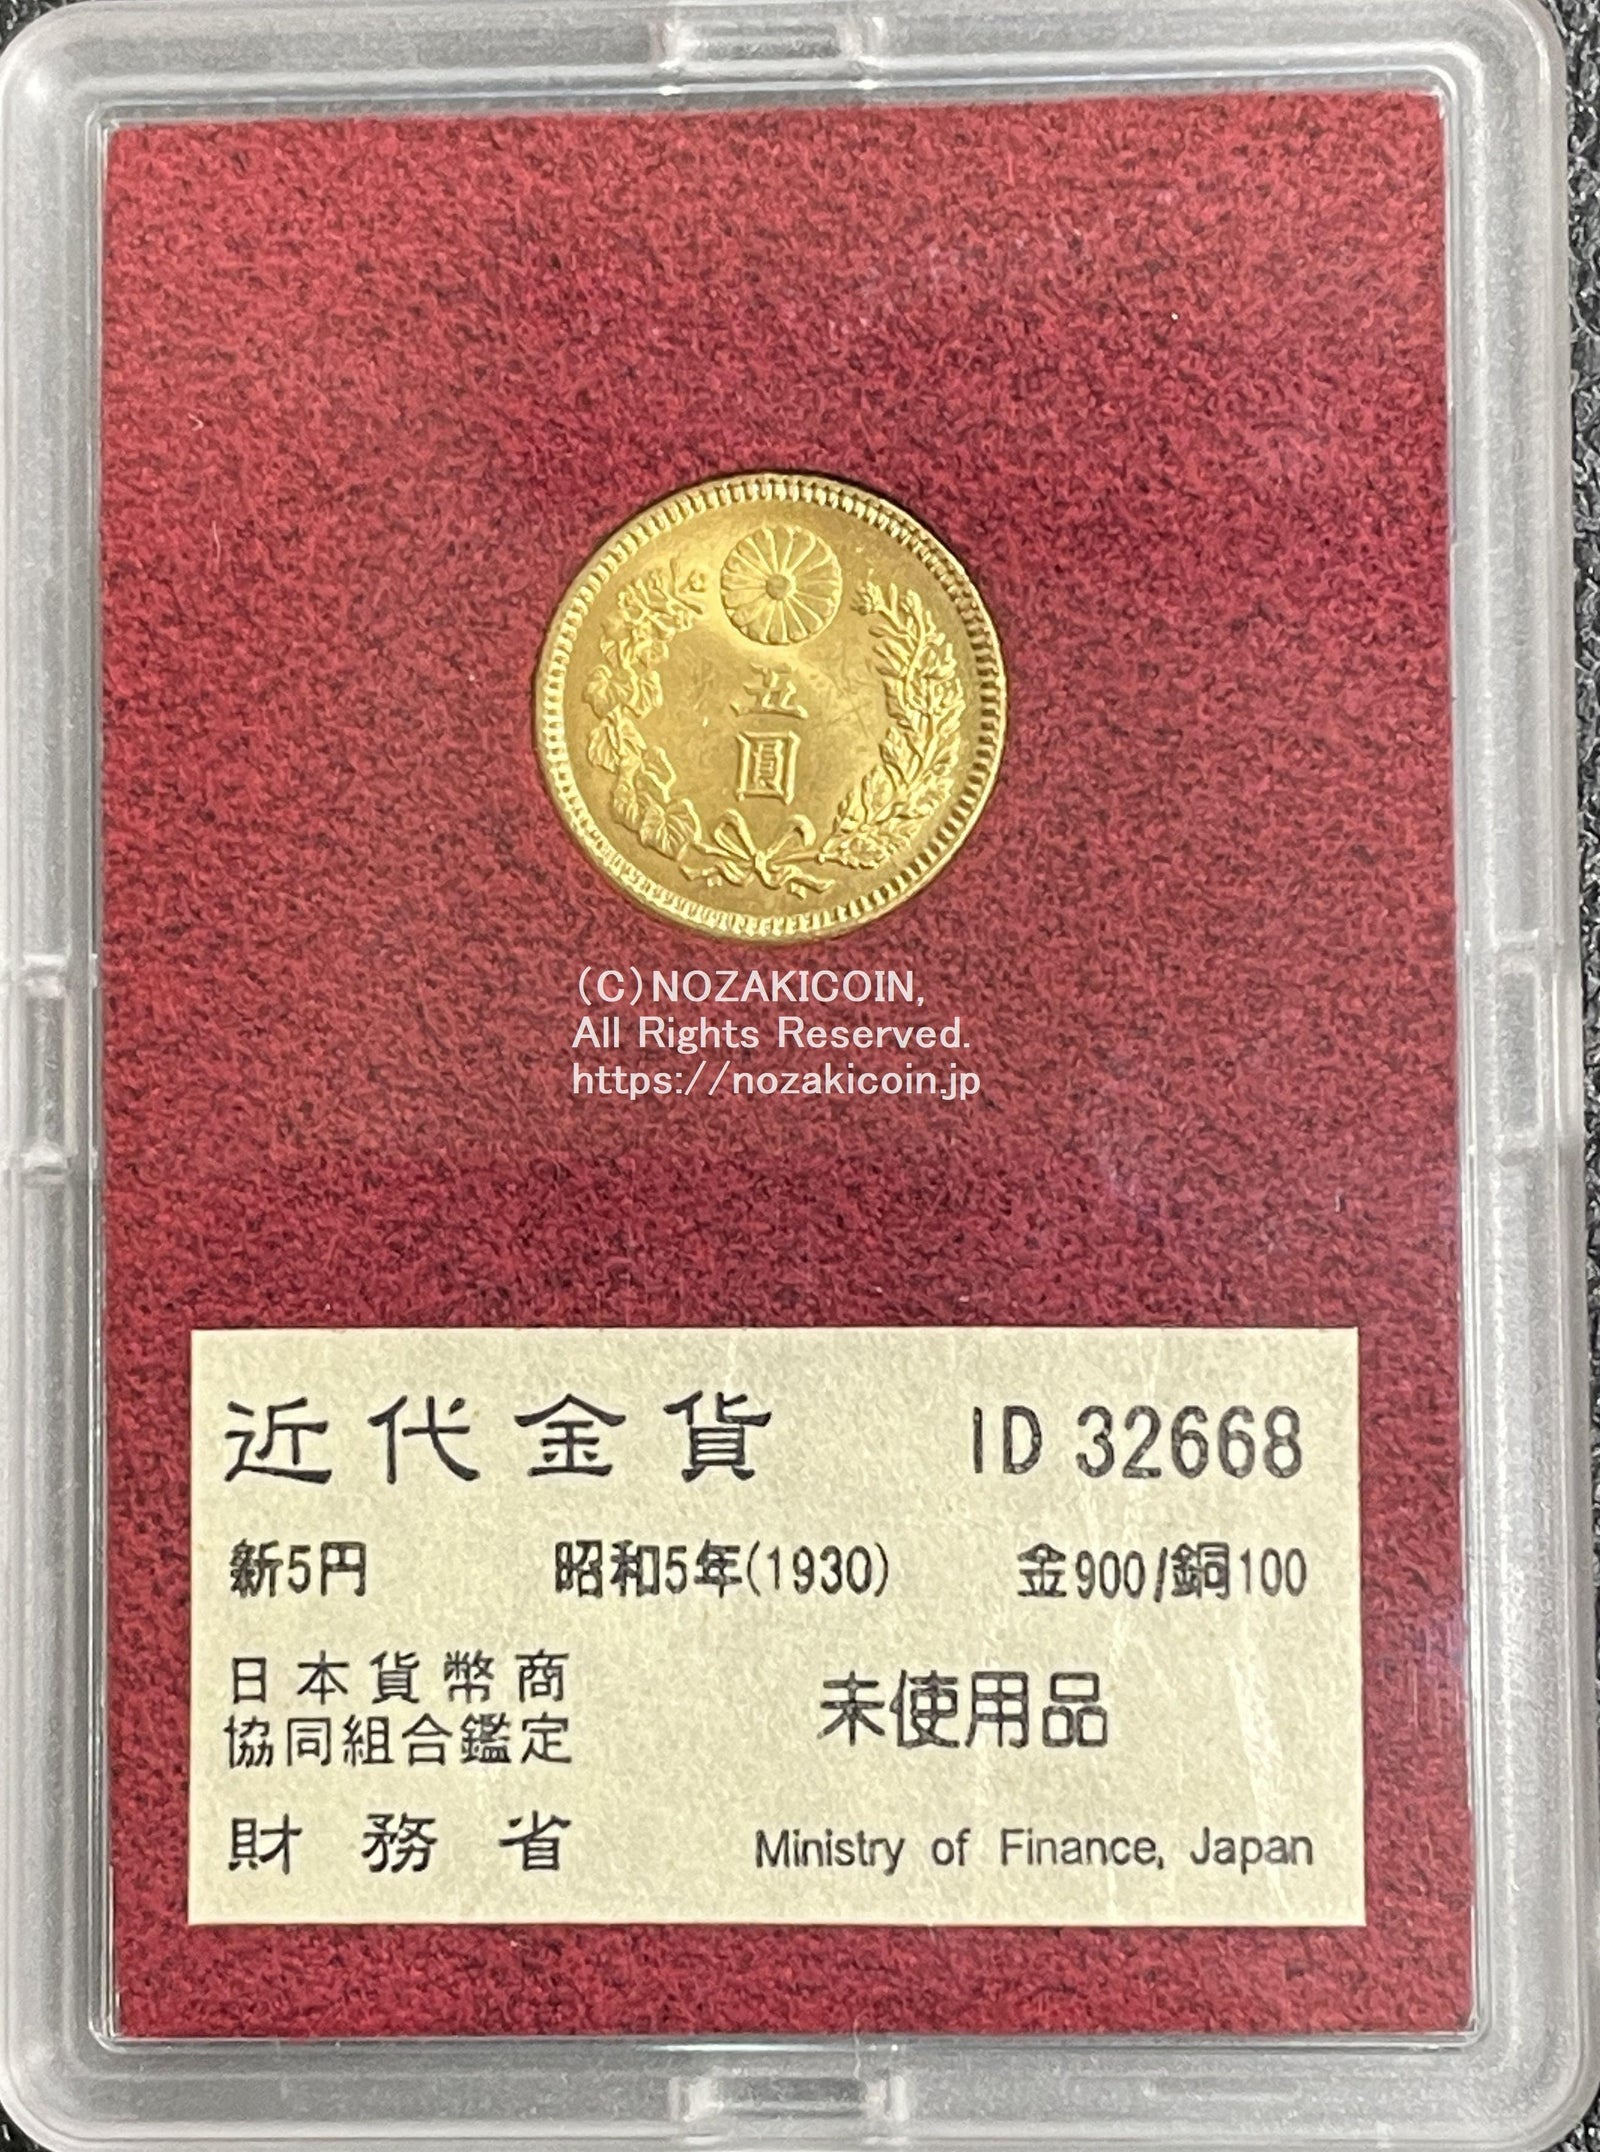 五
圓
(C)NOZAKICOIN,
All Rights Reserved.
https://nozakicoin.jp
近代金貨 ID 32668
新5円 昭和5年(1930) 金900/銅100
日本貨幣商
協同組合鑑定 未使用品
財務省 Ministry of Finance, Japan